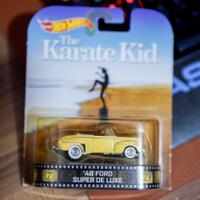 Hot Wheels
The
Karate Kid
'48 FORD
SUPER DE LUXE